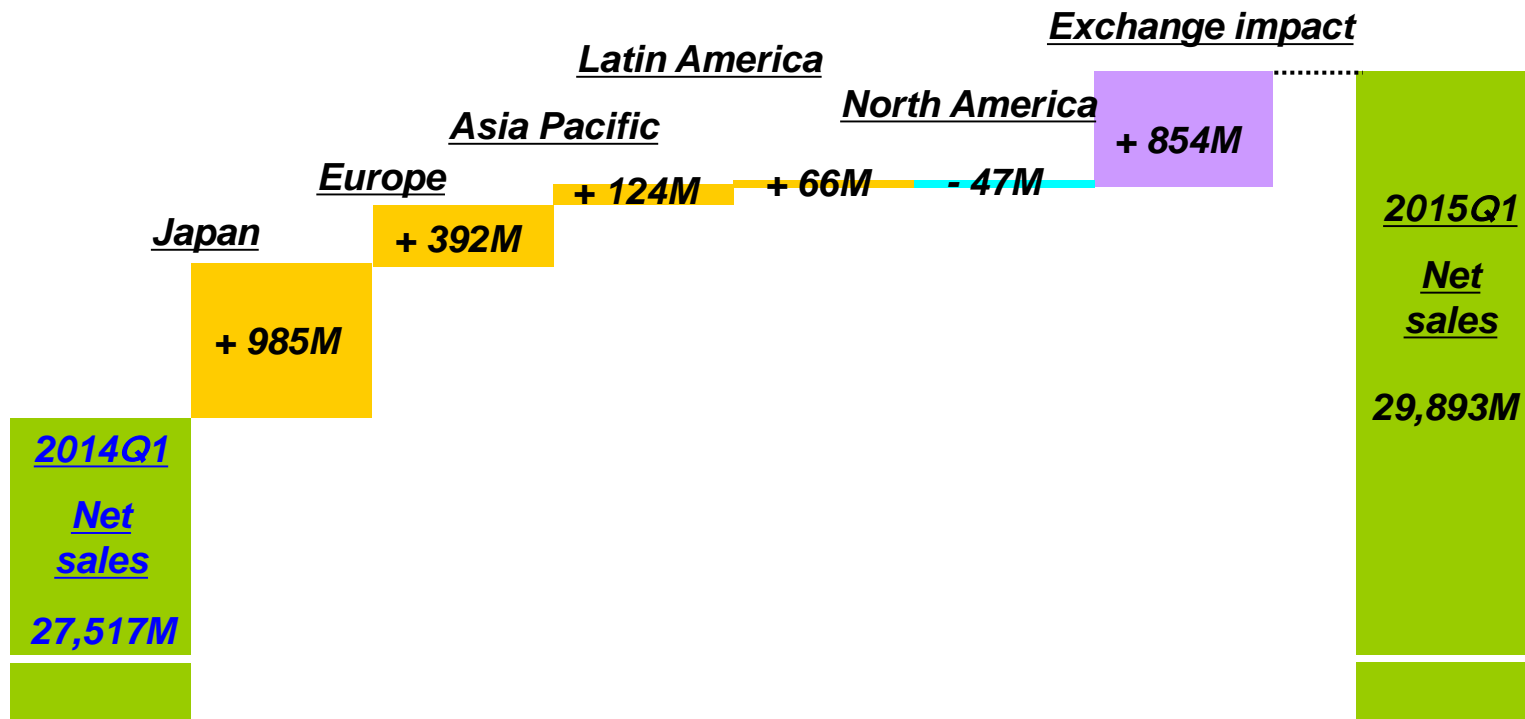 Exchange impact
Latin America
North America
Asia Pacific
+ 854M
Europe
+ 124M
+ 66M
- 47M
Japan
+ 392M
+ 985M
2014Q1
Net
sales
27,517M
2015Q1
Net
sales
29,893M